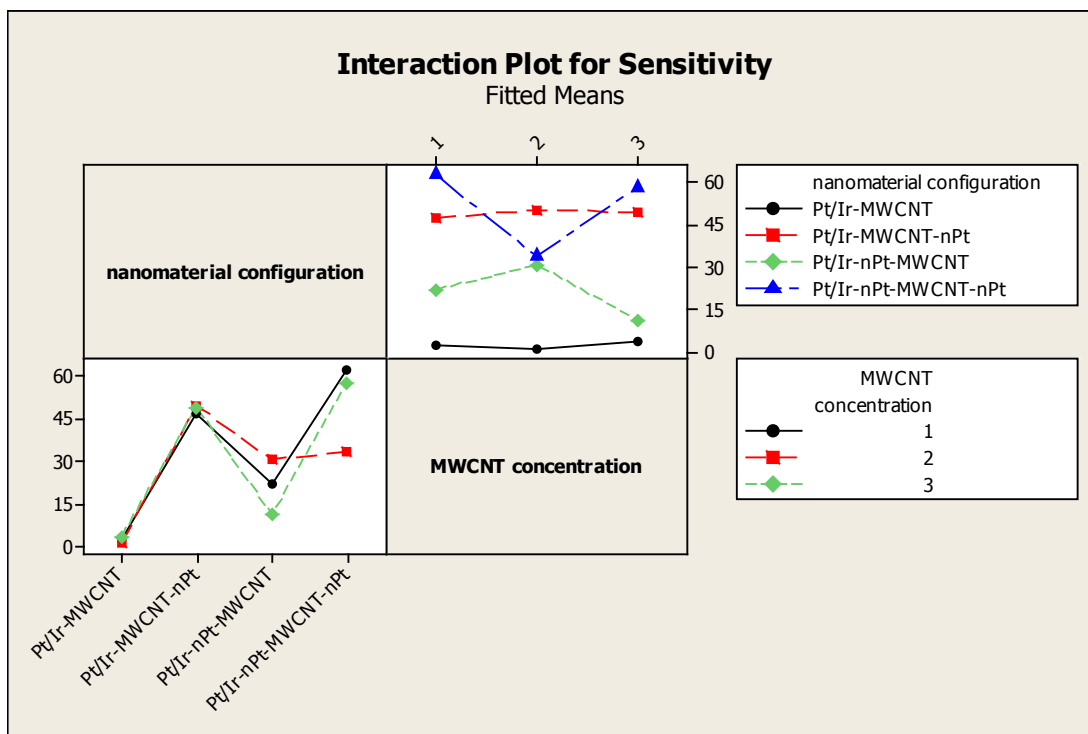 Interaction Plot for Sensitivity
Fitted Means
1
2
3
nanomaterial configuration
60
45
30
15
0
nanomaterial configuration
Pt/Ir-MWCNT
Pt/Ir-MWCNT-nPt
Pt/Ir-nPt-MWCNT
Pt/Ir-nPt-MWCNT-nPt
60
45
30
15
0
MWCNT concentration
MWCNT
concentration
1
2
3
Pt/Ir-MWCNT
Pt/Ir-MWCNT-nPt
Pt/Ir-nPt-MWCNT
Pt/Ir-nPt-MWCNT-nPt